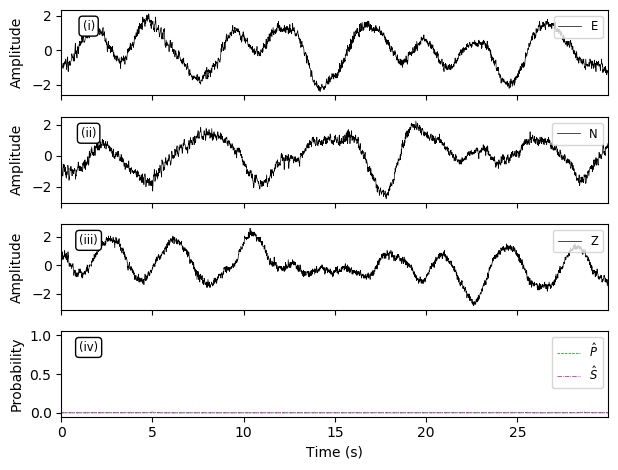 Amplitude
2
0
−2
(i)
E
Amplitude
2
0
−2
(ii)
N
Amplitude
2
0
−2
(iii)
Z
Probability
1.0
0.5
0.0
(iv)
P̂
Ŝ
0 5 10 15 20 25
Time (s)